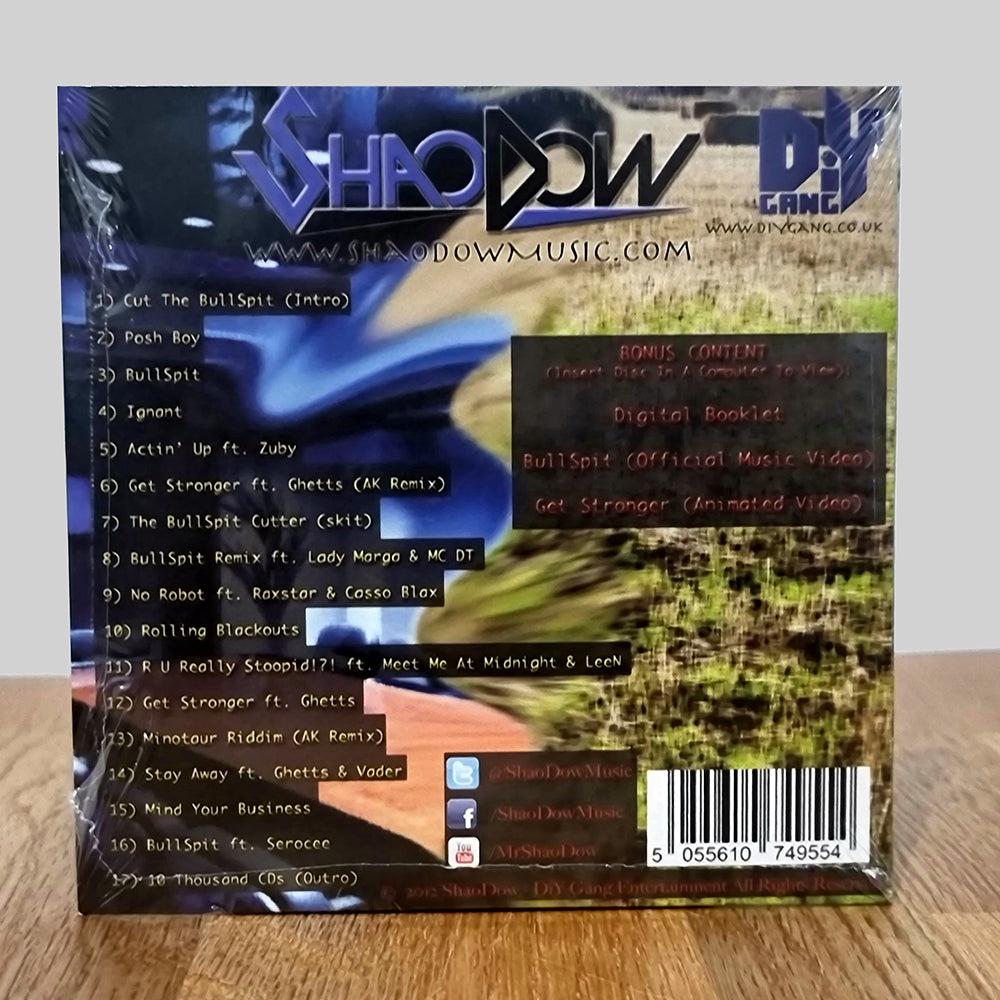 SHAODOW
DiY
GANG
WWW.DIYGANG.CO.UK
WWW.SHAODOWMUSIC.COM
1) Cut The BullSpit (Intro)
2) Posh Boy
3) BullSpit
4) Ignant
5) Actin' Up ft. Zuby
6) Get Stronger ft. Ghetts (AK Remix)
7) The BullSpit Cutter (skit)
8) BullSpit Remix ft. Lady Marga & MC DT
9) No Robot ft. Raxstar & Casso Blax
10) Rolling Blackouts
11) R U Really Stoopid!?! ft. Meet Me At Midnight & LeeN
12) Get Stronger ft. Ghetts
13) Minotaur Riddim (AK Remix)
14) Stay Away ft. Ghetts & Vader
15) Mind Your Business
16) BullSpit ft. Serocee
17) 10 Thousand CDs (Outro)
BONUS CONTENT
(Insert Disc In A Computer To View):
Digital Booklet
BullSpit (Official Music Video)
Get Stronger (Animated Video)
@ShaoDowMusic
/ShaoDowMusic
You
Tube
/MrShaoDow
5 055610 749554
© 2012 ShaoDow - DiY Gang Entertainment All Rights